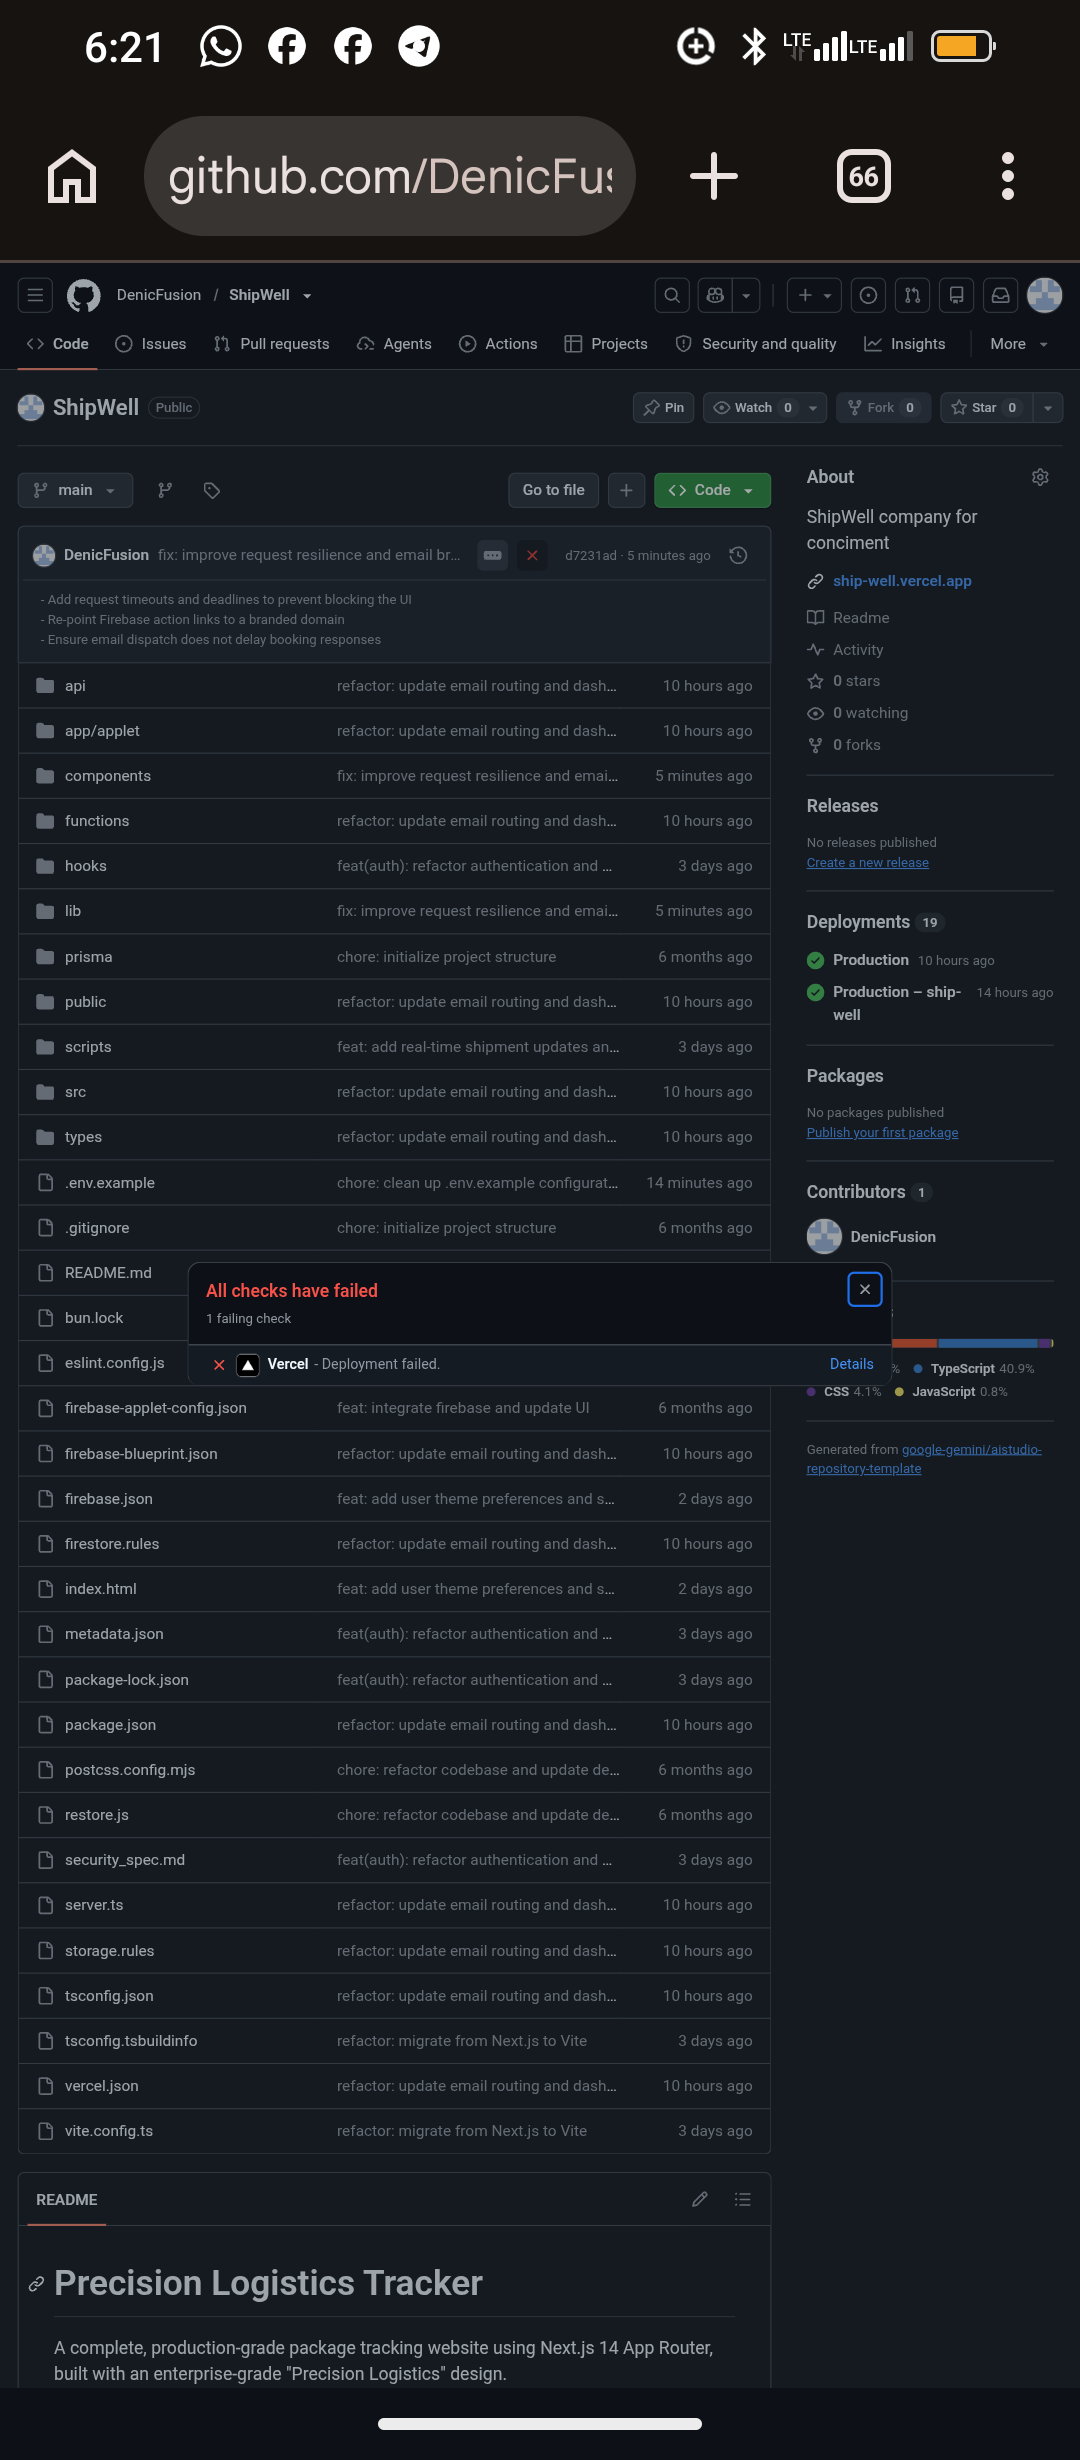 6:21
LTE
LTE
github.com/DenicFus
66
DenicFusion / ShipWell
Code Issues Pull requests Agents Actions Projects Security and quality Insights More
ShipWell Public
Pin Watch 0 Fork 0 Star 0
main Go to file Code
DenicFusion fix: improve request resilience and email br... d7231ad · 5 minutes ago
- Add request timeouts and deadlines to prevent blocking the UI
- Re-point Firebase action links to a branded domain
- Ensure email dispatch does not delay booking responses
api refactor: update email routing and dash... 10 hours ago
app/applet refactor: update email routing and dash... 10 hours ago
components fix: improve request resilience and emai... 5 minutes ago
functions refactor: update email routing and dash... 10 hours ago
hooks feat(auth): refactor authentication and ... 3 days ago
lib fix: improve request resilience and emai... 5 minutes ago
prisma chore: initialize project structure 6 months ago
public refactor: update email routing and dash... 10 hours ago
scripts feat: add real-time shipment updates an... 3 days ago
src refactor: update email routing and dash... 10 hours ago
types refactor: update email routing and dash... 10 hours ago
.env.example chore: clean up .env.example configurat... 14 minutes ago
.gitignore chore: initialize project structure 6 months ago
README.md
bun.lock
eslint.config.js
All checks have failed
1 failing check
Vercel - Deployment failed. Details
firebase-applet-config.json feat: integrate firebase and update UI 6 months ago
firebase-blueprint.json refactor: update email routing and dash... 10 hours ago
firebase.json feat: add user theme preferences and s... 2 days ago
firestore.rules refactor: update email routing and dash... 10 hours ago
index.html feat: add user theme preferences and s... 2 days ago
metadata.json feat(auth): refactor authentication and ... 3 days ago
package-lock.json feat(auth): refactor authentication and ... 3 days ago
package.json refactor: update email routing and dash... 10 hours ago
postcss.config.mjs chore: refactor codebase and update de... 6 months ago
restore.js chore: refactor codebase and update de... 6 months ago
security_spec.md feat(auth): refactor authentication and ... 3 days ago
server.ts refactor: update email routing and dash... 10 hours ago
storage.rules refactor: update email routing and dash... 10 hours ago
tsconfig.json refactor: update email routing and dash... 10 hours ago
tsconfig.tsbuildinfo refactor: migrate from Next.js to Vite 3 days ago
vercel.json refactor: update email routing and dash... 10 hours ago
vite.config.ts refactor: migrate from Next.js to Vite 3 days ago
README
Precision Logistics Tracker
A complete, production-grade package tracking website using Next.js 14 App Router,
built with an enterprise-grade "Precision Logistics" design.
About
ShipWell company for
conciment
ship-well.vercel.app
Readme
Activity
0 stars
0 watching
0 forks
Releases
No releases published
Create a new release
Deployments 19
Production 10 hours ago
Production – ship- 14 hours ago
well
Packages
No packages published
Publish your first package
Contributors 1
DenicFusion
% TypeScript 40.9%
CSS 4.1% JavaScript 0.8%
Generated from google-gemini/aistudio-
repository-template